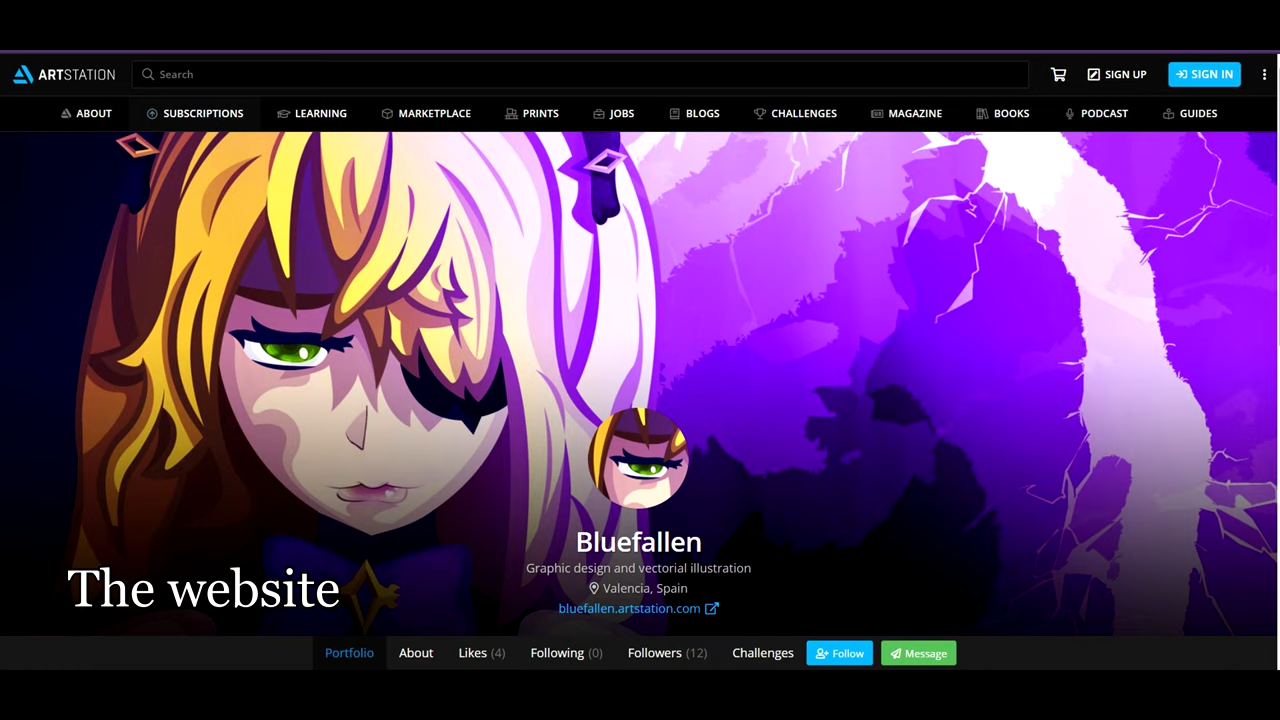 ARTSTATION
Search
SIGN UP
SIGN IN
ABOUT
SUBSCRIPTIONS
LEARNING
MARKETPLACE
PRINTS
JOBS
BLOGS
CHALLENGES
MAGAZINE
BOOKS
PODCAST
GUIDES
Bluefallen
Graphic design and vectorial illustration
Valencia, Spain
bluefallen.artstation.com
The website
Portfolio
About
Likes (4)
Following (0)
Followers (12)
Challenges
Follow
Message